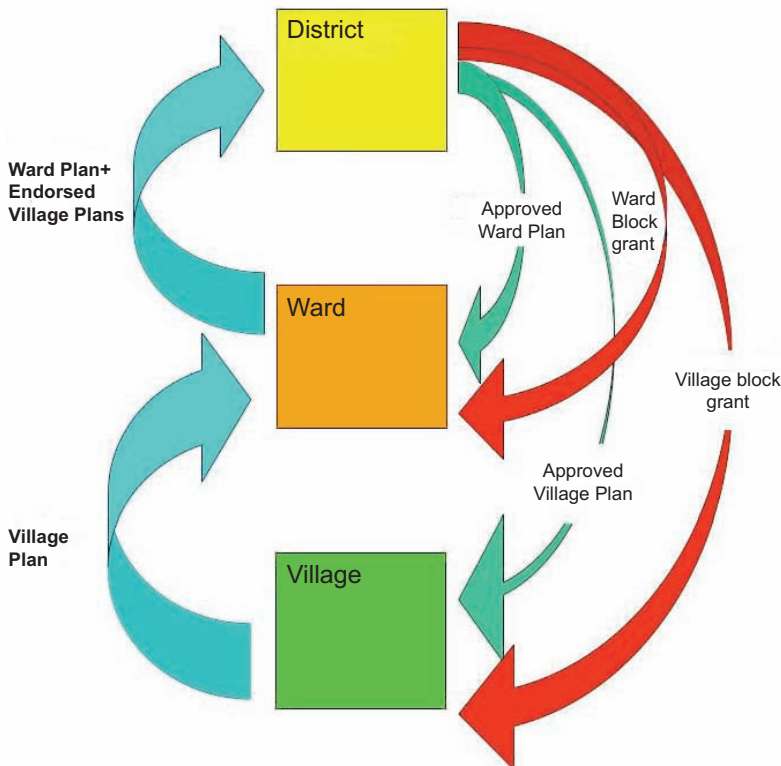 District
Ward Plan+
Endorsed
Village Plans
Approved
Ward Plan
Ward
Block
grant
Ward
Village block
grant
Approved
Village Plan
Village
Plan
Village